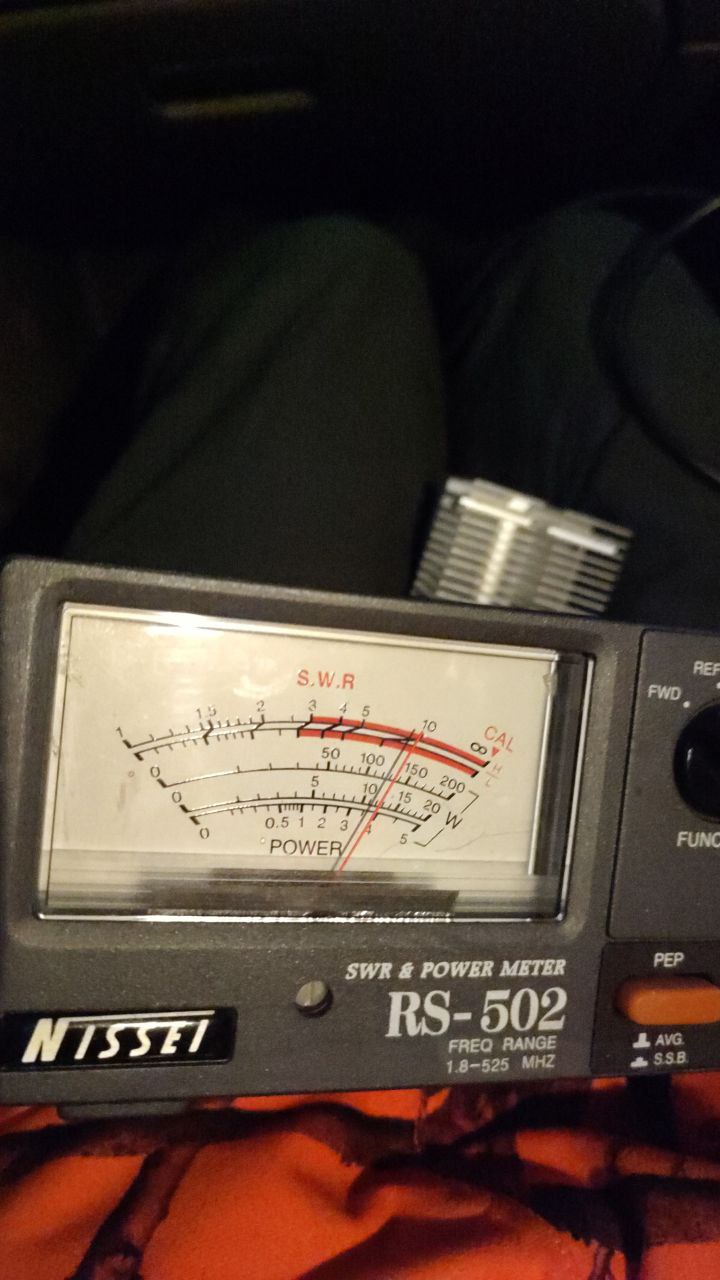 S.W.R
1 1.5 2 3 4 5 10 ∞ CAL
H
L
0 50 100 150 200
0 5 10 15 20 W
0 0.5 1 2 3 4 5
POWER
REF
FWD
FUNC
SWR & POWER METER
RS-502
FREQ RANGE
1.8-525 MHZ
NISSEI
PEP
AVG.
S.S.B.